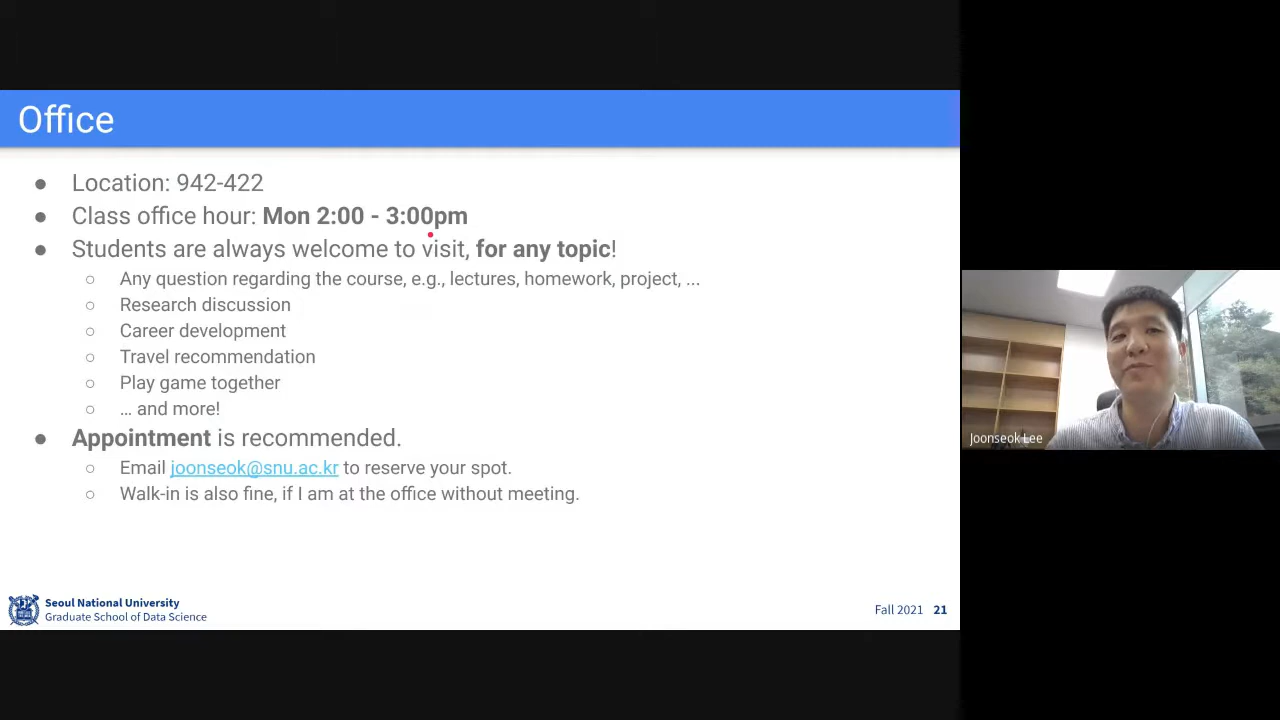 Office
● Location: 942-422
● Class office hour: Mon 2:00 - 3:00pm
● Students are always welcome to visit, for any topic!
○ Any question regarding the course, e.g., lectures, homework, project, ...
○ Research discussion
○ Career development
○ Travel recommendation
○ Play game together
○ … and more!
● Appointment is recommended.
○ Email joonseok@snu.ac.kr to reserve your spot.
○ Walk-in is also fine, if I am at the office without meeting.
Joonseok Lee
Seoul National University
Graduate School of Data Science
Fall 2021 21